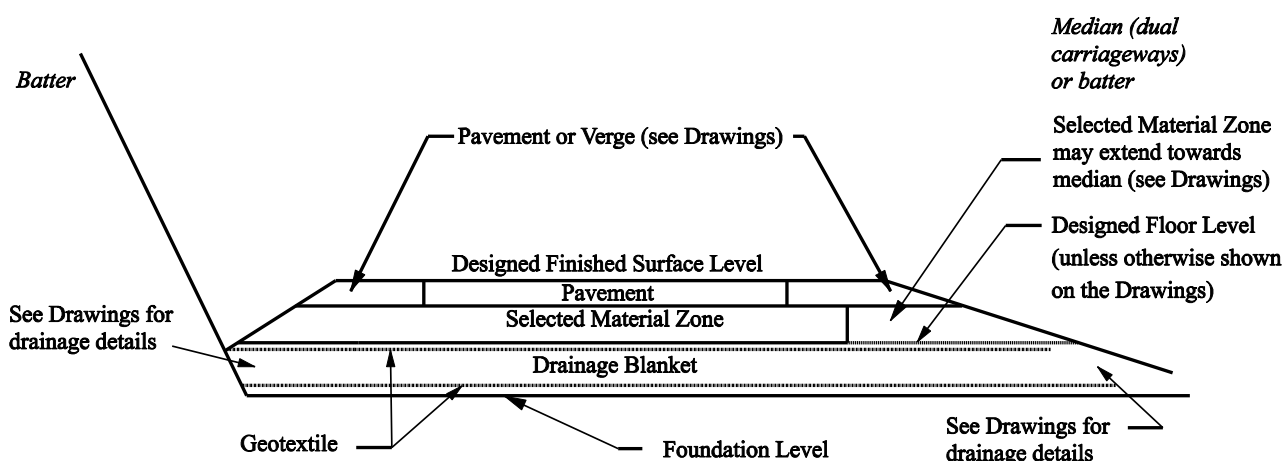 Median (dual
carriageways)
or batter
Batter
Pavement or Verge (see Drawings)
Selected Material Zone
may extend towards
median (see Drawings)
Designed Floor Level
(unless otherwise shown
on the Drawings)
Designed Finished Surface Level
Pavement
Selected Material Zone
See Drawings for
drainage details
Drainage Blanket
Geotextile
Foundation Level
See Drawings for
drainage details